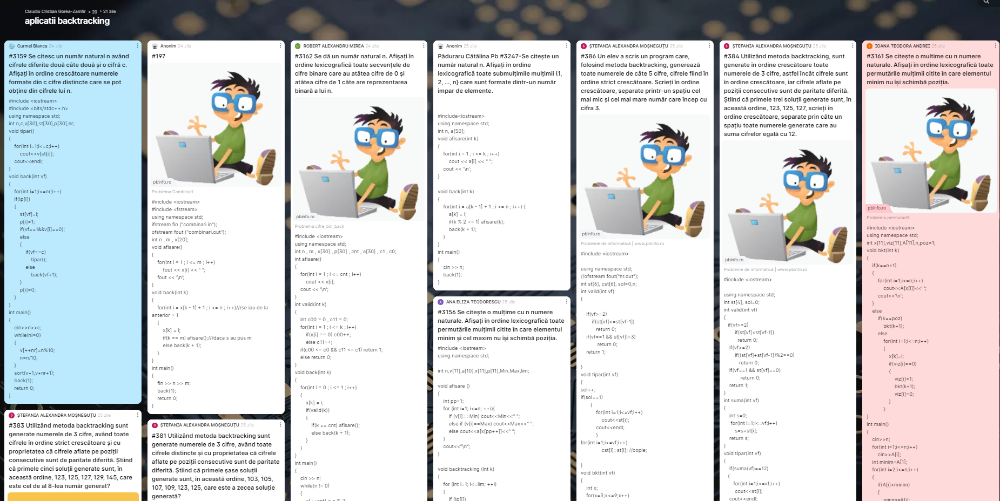 Claudiu Cristian Gorea-Zamfir + 20 • 21 zile
aplicatii backtracking
Curmei Bianca 24 zile
#3159 Se citesc un număr natural n având
cifrele diferite două câte două și o cifră c.
Afișați în ordine crescătoare numerele
formate din c cifre distincte care se pot
obține din cifrele lui n.
#include <iostream>
#include <bits/stdc++.h>
using namespace std;
int n,c,v[30],st[30],p[30],nr;
void tipar()
{
for(int i=1;i<=c;i++)
cout<<v[st[i]];
cout<<endl;
}
void back(int vf)
{
for(int i=1;i<=nr;i++)
if(!p[i])
{
st[vf]=i;
p[i]=1;
if(vf==1&&v[i]==0);
else
{
if(vf==c)
tipar();
else
back(vf+1);
}
p[i]=0;
}
}
int main()
{
cin>>n>>c;
while(n!=0)
{
v[++nr]=n%10;
n=n/10;
}
sort(v+1,v+nr+1);
back(1);
return 0;
}
ȘTEFANIA ALEXANDRA MOȘNEGUȚU 25 zile
#383 Utilizând metoda backtracking sunt
generate numerele de 3 cifre, având toate
cifrele în ordine strict crescătoare și cu
proprietatea că cifrele aflate pe poziții
consecutive sunt de paritate diferită. Știind
că primele cinci soluții generate sunt, în
această ordine, 123, 125, 127, 129, 145, care
este cel de al 8-lea număr generat?
Anonim 24 zile
#197
pbinfo.ro
Problema Combinari
#include <iostream>
#include <fstream>
using namespace std;
ifstream fin ("combinari.in");
ofstream fout ("combinari.out");
int n , m , x[20];
void afisare()
{
for(int i = 1 ; i <= m ; i++)
fout << x[i] << " ";
fout << '\n';
}
void back(int k)
{
for(int i = x[k - 1] + 1 ; i <= n ; i++)///se iau de la
anterior + 1
{
x[k] = i;
if(k == m) afisare();///daca s au pus m
else back(k + 1);
}
}
int main()
{
fin >> n >> m;
back(1);
return 0;
}
ȘTEFANIA ALEXANDRA MOȘNEGUȚU 25 zile
#381 Utilizând metoda backtracking sunt
generate numerele de 3 cifre, având toate
cifrele distincte și cu proprietatea că cifrele
aflate pe poziții consecutive sunt de paritate
diferită. Știind că primele șase soluții
generate sunt, în această ordine, 103, 105,
107, 109, 123, 125, care este a zecea soluție
generată?
ROBERT ALEXANDRU MIREA 24 zile
#3162 Se dă un număr natural n. Afișați în
ordine lexicografică toate secvențele de
cifre binare care au atâtea cifre de 0 și
atâtea cifre de 1 câte are reprezentarea
binară a lui n.
pbinfo.ro
Problema cifre_bin_back
#include <iostream>
using namespace std;
int n , m , x[30] , p[30] , cnt , a[30] , c1 , c0;
int afisare()
{
for(int i = 1 ; i <= cnt ; i++)
cout << x[i];
cout << '\n';
}
int valid(int k)
{
int c00 = 0 , c11 = 0;
for(int i = 1 ; i <= k ; i++)
if(x[i] == 0) c00++;
else c11++;
if(c00 <= c0 && c11 <= c1) return 1;
else return 0;
}
void back(int k)
{
for(int i = 0 ; i <= 1 ; i++)
{
x[k] = i;
if(valid(k))
{
if(k == cnt) afisare();
else back(k + 1);
}
}
}
int main()
{
cin >> n;
while(n != 0)
{
a[++cnt] = n % 2;
Anonim 25 zile
Păduraru Cătălina Pb #3247-Se citește un
număr natural n. Afișați în ordine
lexicografică toate submulțimile mulțimii {1,
2, ..., n} care sunt formate dintr-un număr
impar de elemente.
#include<iostream>
using namespace std;
int n, a[50];
void afisare(int k)
{
for(int i = 1 ; i <= k ; i++)
cout << a[i] << " ";
cout << '\n';
}
void back(int k)
{
for(int i = a[k - 1] + 1 ; i <= n ; i++) {
a[k] = i;
if(k % 2 == 1) afisare(k);
back(k + 1);
}
}
int main()
{
cin >> n;
back(1);
}
ANA ELIZA TEODORESCU 25 zile
#3156 Se citește o mulțime cu n numere
naturale. Afișați în ordine lexicografică toate
permutările mulțimii citite în care elementul
minim și cel maxim nu își schimbă poziția.
#include <iostream>
using namespace std;
int n,v[11],a[10],x[11],p[11],Min,Max,lim;
void afisare ()
{
int pp=1;
for (int i=1; i<=n; ++i){
if (v[i]==Min) cout<<Min<<" ";
else if (v[i]==Max) cout<<Max<<" ";
else cout<<a[x[pp++]]<<" ";
}
cout<<"\n";
}
void backtracking (int k)
{
for (int i=1; i<=lim; ++i)
{
if (!p[i])
ȘTEFANIA ALEXANDRA MOȘNEGUȚU 25 zile
#386 Un elev a scris un program care,
folosind metoda backtracking, generează
toate numerele de câte 5 cifre, cifrele fiind în
ordine strict crescătoare. Scrieți în ordine
crescătoare, separate printr-un spațiu cel
mai mic și cel mai mare număr care încep cu
cifra 3.
pbinfo.ro
Probleme de informatică | www.pbinfo.ro
#include <iostream>
using namespace std;
//ofstream fout("nr.out");
int st[6], cst[6], sol=0,n;
int valid(int vf)
{
if(vf>=2)
if(st[vf]<=st[vf-1])
return 0;
if(vf==1 && st[vf]!=3)
return 0;
return 1;
}
void tipar(int vf)
{
sol++;
if(sol==1)
{
for(int i=1;i<=vf;i++)
cout<<st[i];
cout<<endl;
}
for(int i=1;i<=vf;i++)
cst[i]=st[i]; //copie;
}
void bkt(int vf)
{
int x;
for(x=3;x<=9;x++)
ȘTEFANIA ALEXANDRA MOȘNEGUȚU 25 zile
#384 Utilizând metoda backtracking, sunt
generate în ordine crescătoare toate
numerele de 3 cifre, astfel încât cifrele sunt
în ordine crescătoare, iar cifrele aflate pe
poziții consecutive sunt de paritate diferită.
Știind că primele trei soluții generate sunt, în
această ordine, 123, 125, 127, scrieți în
ordine crescătoare, separate prin câte un
spațiu toate numerele generate care au
suma cifrelor egală cu 12.
pbinfo.ro
Probleme de informatică | www.pbinfo.ro
#include <iostream>
using namespace std;
int st[4], sol=0;
int valid(int vf)
{
if(vf>=2)
if(st[vf]<st[vf-1])
return 0;
if(vf>=2)
if((st[vf]+st[vf-1])%2==0)
return 0;
if(vf==1 && st[vf]==0)
return 0;
return 1;
}
int suma(int vf)
{
int s=0;
for(int i=1;i<=vf;i++)
s=s+st[i];
return s;
}
void tipar(int vf)
{
if(suma(vf)==12)
{
for(int i=1;i<=vf;i++)
cout<<st[i];
cout<<endl;
IOANA TEODORA ANDREI 25 zile
#3161 Se citește o multime cu n numere
naturale. Afișați în ordine lexicografică toate
permutările mulțimii citite în care elementul
minim nu își schimbă poziția.
pbinfo.ro
Problema permutari5
#include <iostream>
using namespace std;
int x[11],viz[11],A[11],n,poz=1;
void bkt(int k)
{
if(k==n+1)
{
for(int i=1;i<=n;i++)
cout<<A[x[i]]<<' ';
cout<<'\n';
}
else
if(k==poz)
bkt(k+1);
else
for(int i=1;i<=n;i++)
{
x[k]=i;
if(viz[i]==0)
{
viz[i]=1;
bkt(k+1);
viz[i]=0;
}
}
}
int main()
{
cin>>n;
for(int i=1;i<=n;i++)
cin>>A[i];
int minim=A[1];
for(int i=2;i<=n;i++)
{
if(A[i]<minim)
{
minim=A[i];